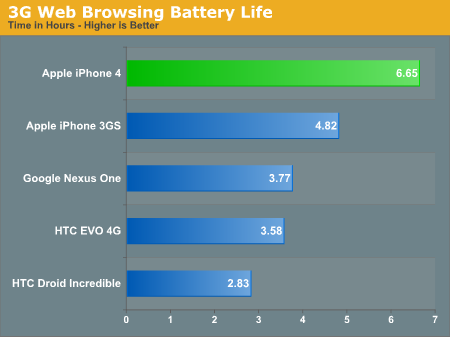 3G Web Browsing Battery Life
Time in Hours - Higher is Better
Apple iPhone 4
6.65
Apple iPhone 3GS
4.82
Google Nexus One
3.77
HTC EVO 4G
3.58
HTC Droid Incredible
2.83
0 1 2 3 4 5 6 7